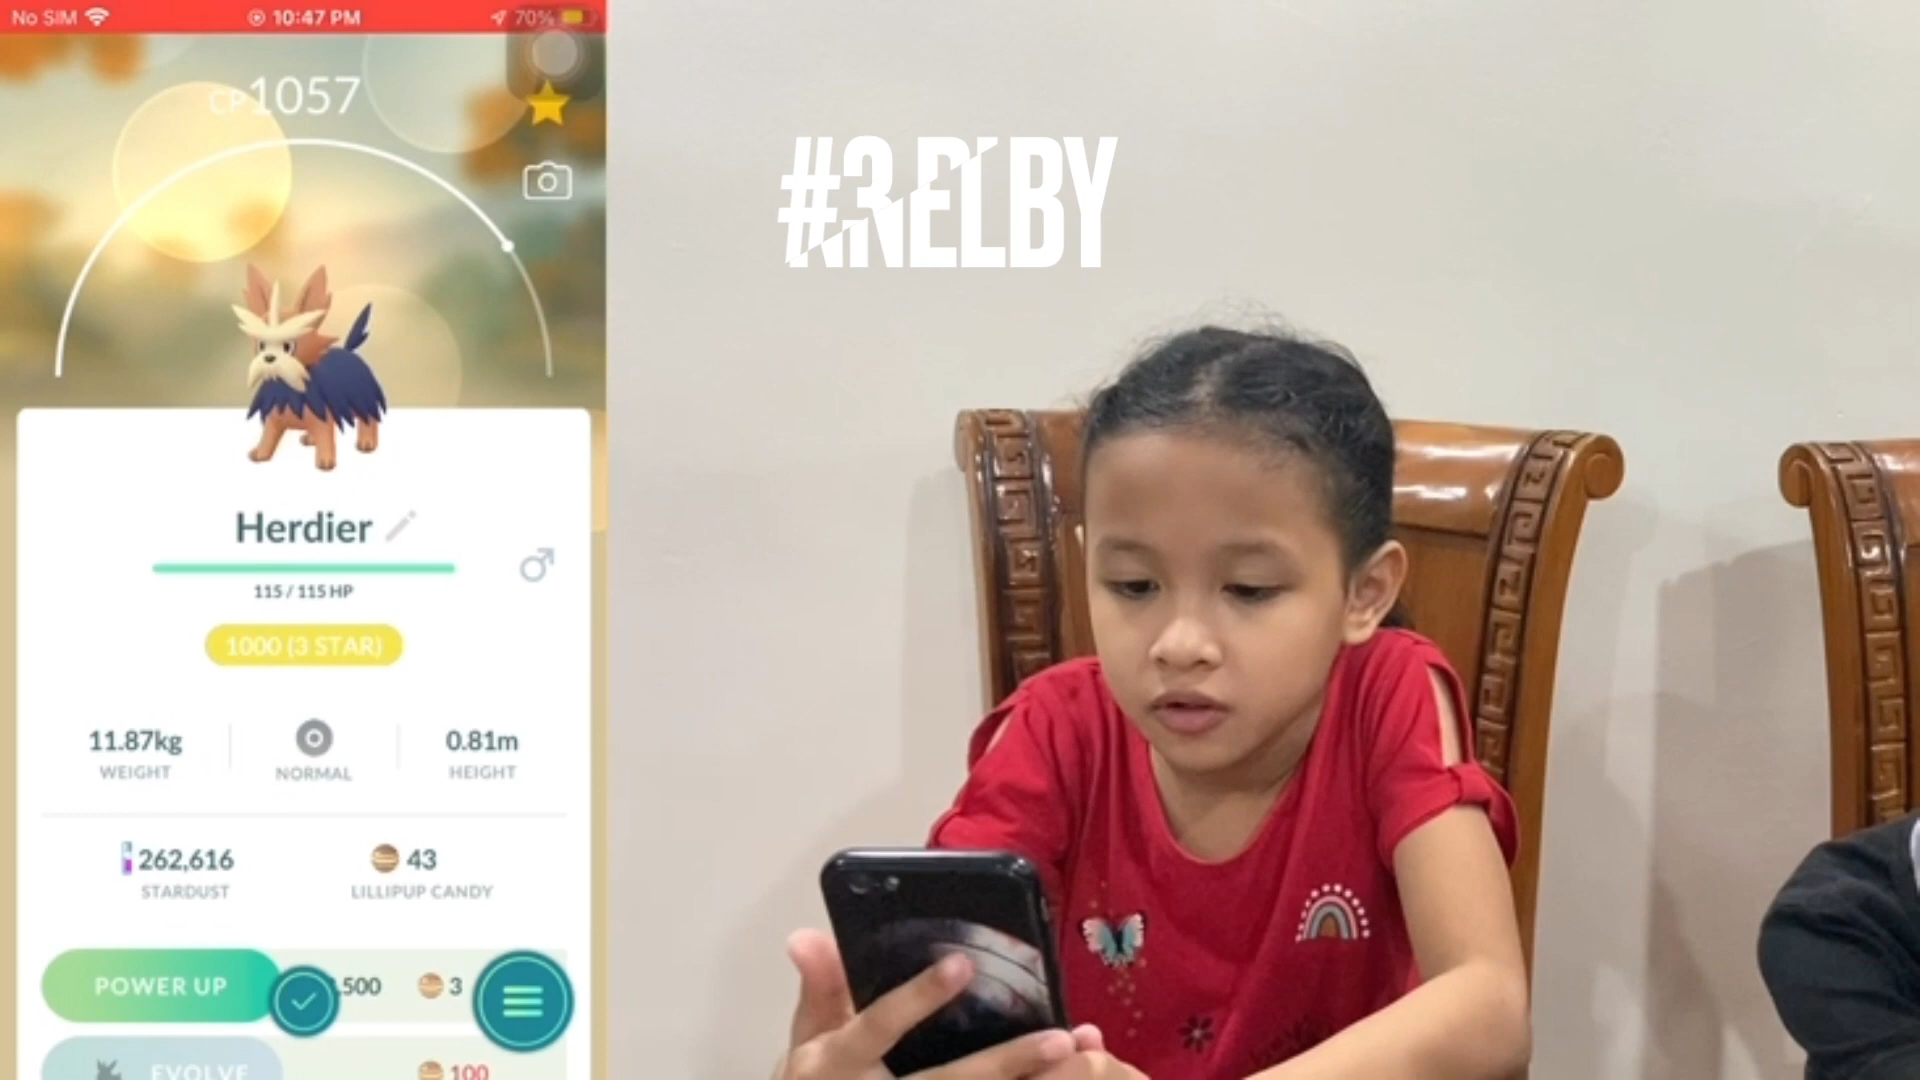 No SIM 10:47 PM 70%
CP1057
Herdier
115 / 115 HP
1000 (3 STAR)
11.87kg
WEIGHT
NORMAL
0.81m
HEIGHT
262,616
STARDUST
43
LILLIPUP CANDY
POWER UP ,500 3
EVOLVE 100